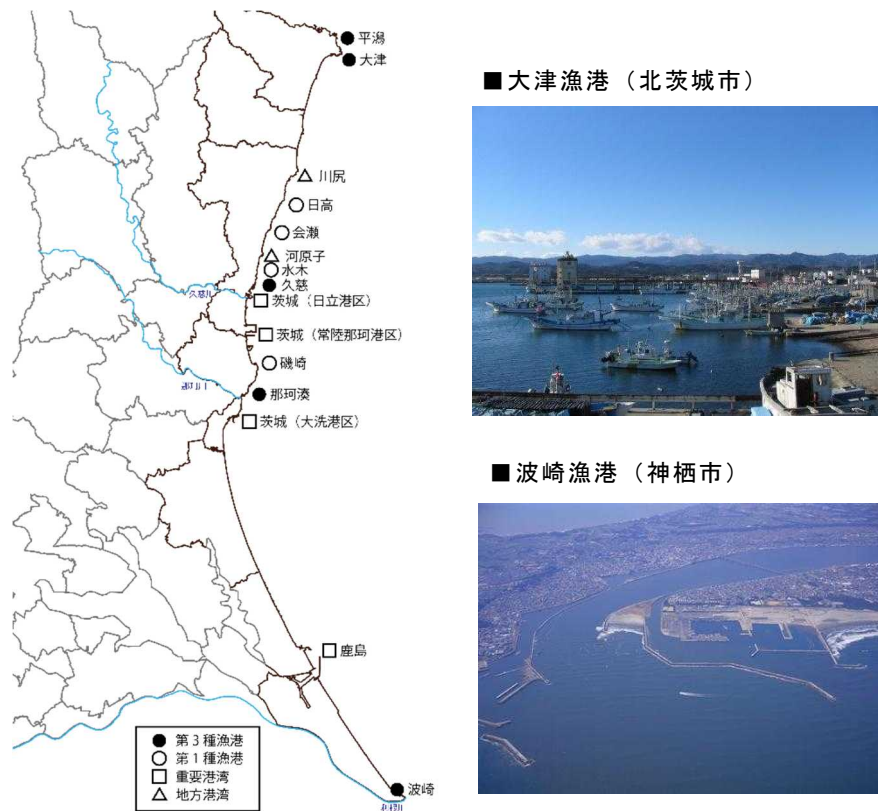 平潟
大津
川尻
日高
会瀬
河原子
水木
久慈
久慈川
茨城（日立港区）
茨城（常陸那珂港区）
磯崎
那珂川
那珂湊
茨城（大洗港区）
鹿島
● 第3種漁港
○ 第1種漁港
□ 重要港湾
△ 地方港湾
波崎
■大津漁港（北茨城市）
■波崎漁港（神栖市）